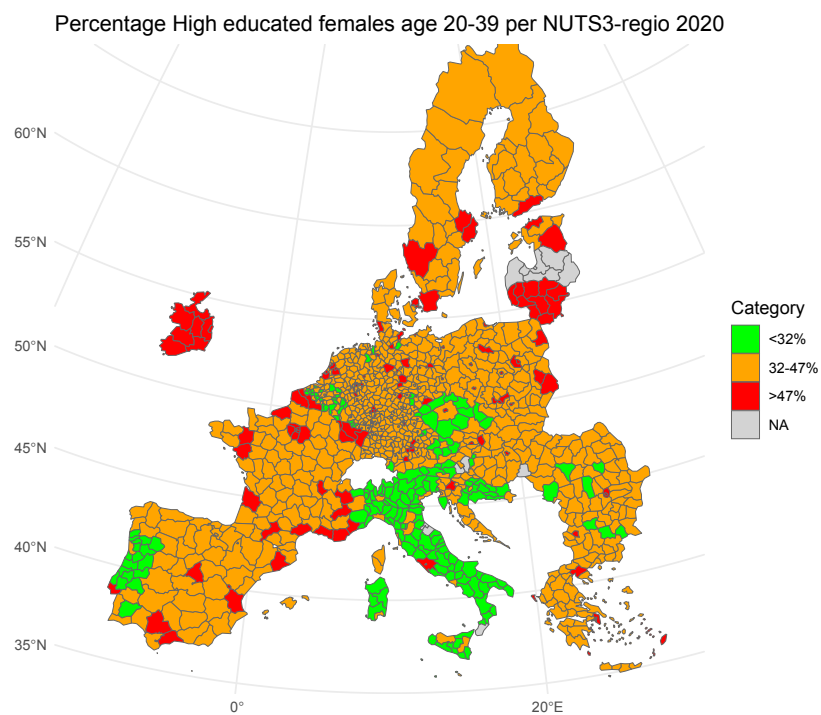 Percentage High educated females age 20-39 per NUTS3-regio 2020
60°N
55°N
50°N
45°N
40°N
35°N
0°
20°E
Category
<32%
32-47%
>47%
NA